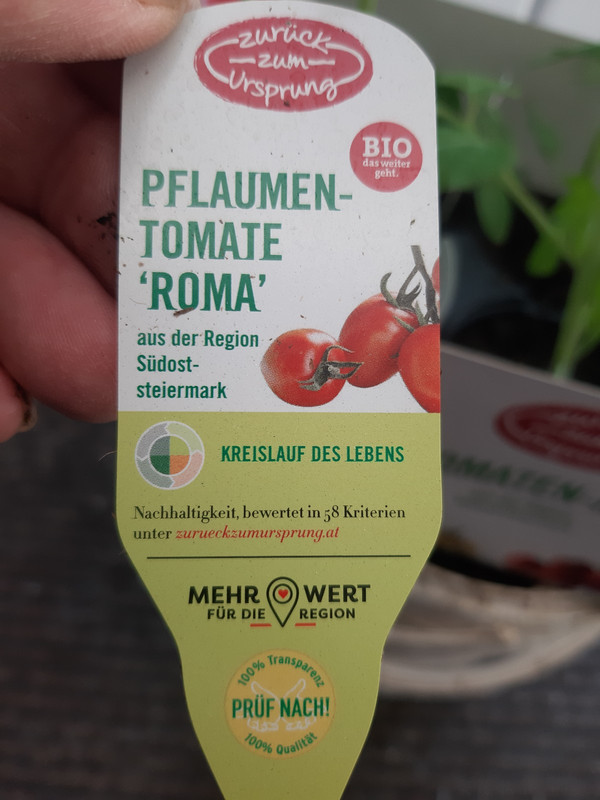 zurück
zum
Ursprung
BIO
das weiter
geht.
PFLAUMEN-
TOMATE
‘ROMA’
aus der Region
Südost-
steiermark
KREISLAUF DES LEBENS
Nachhaltigkeit, bewertet in 58 Kriterien
unter zurueckzumursprung.at
MEHR WERT
FÜR DIE REGION
100% Transparenz
PRÜF NACH!
100% Qualität